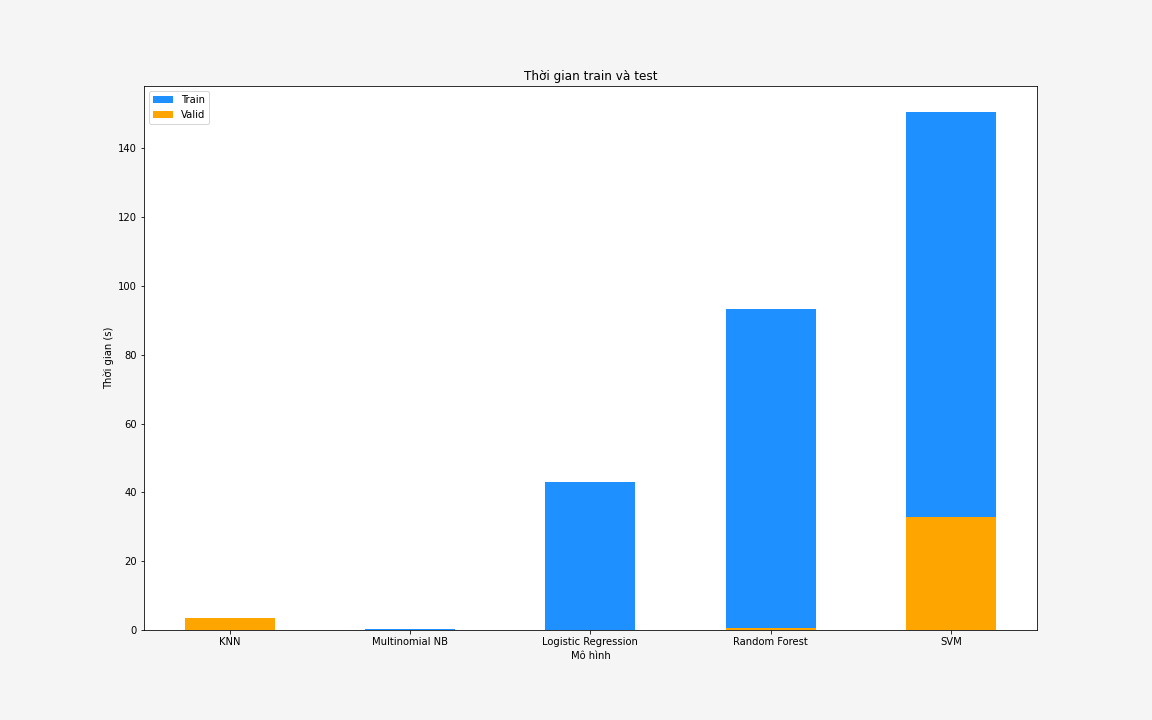 Thời gian train và test
Train
Valid
Thời gian (s)
140
120
100
80
60
40
20
0
KNN
Multinomial NB
Logistic Regression
Random Forest
SVM
Mô hình